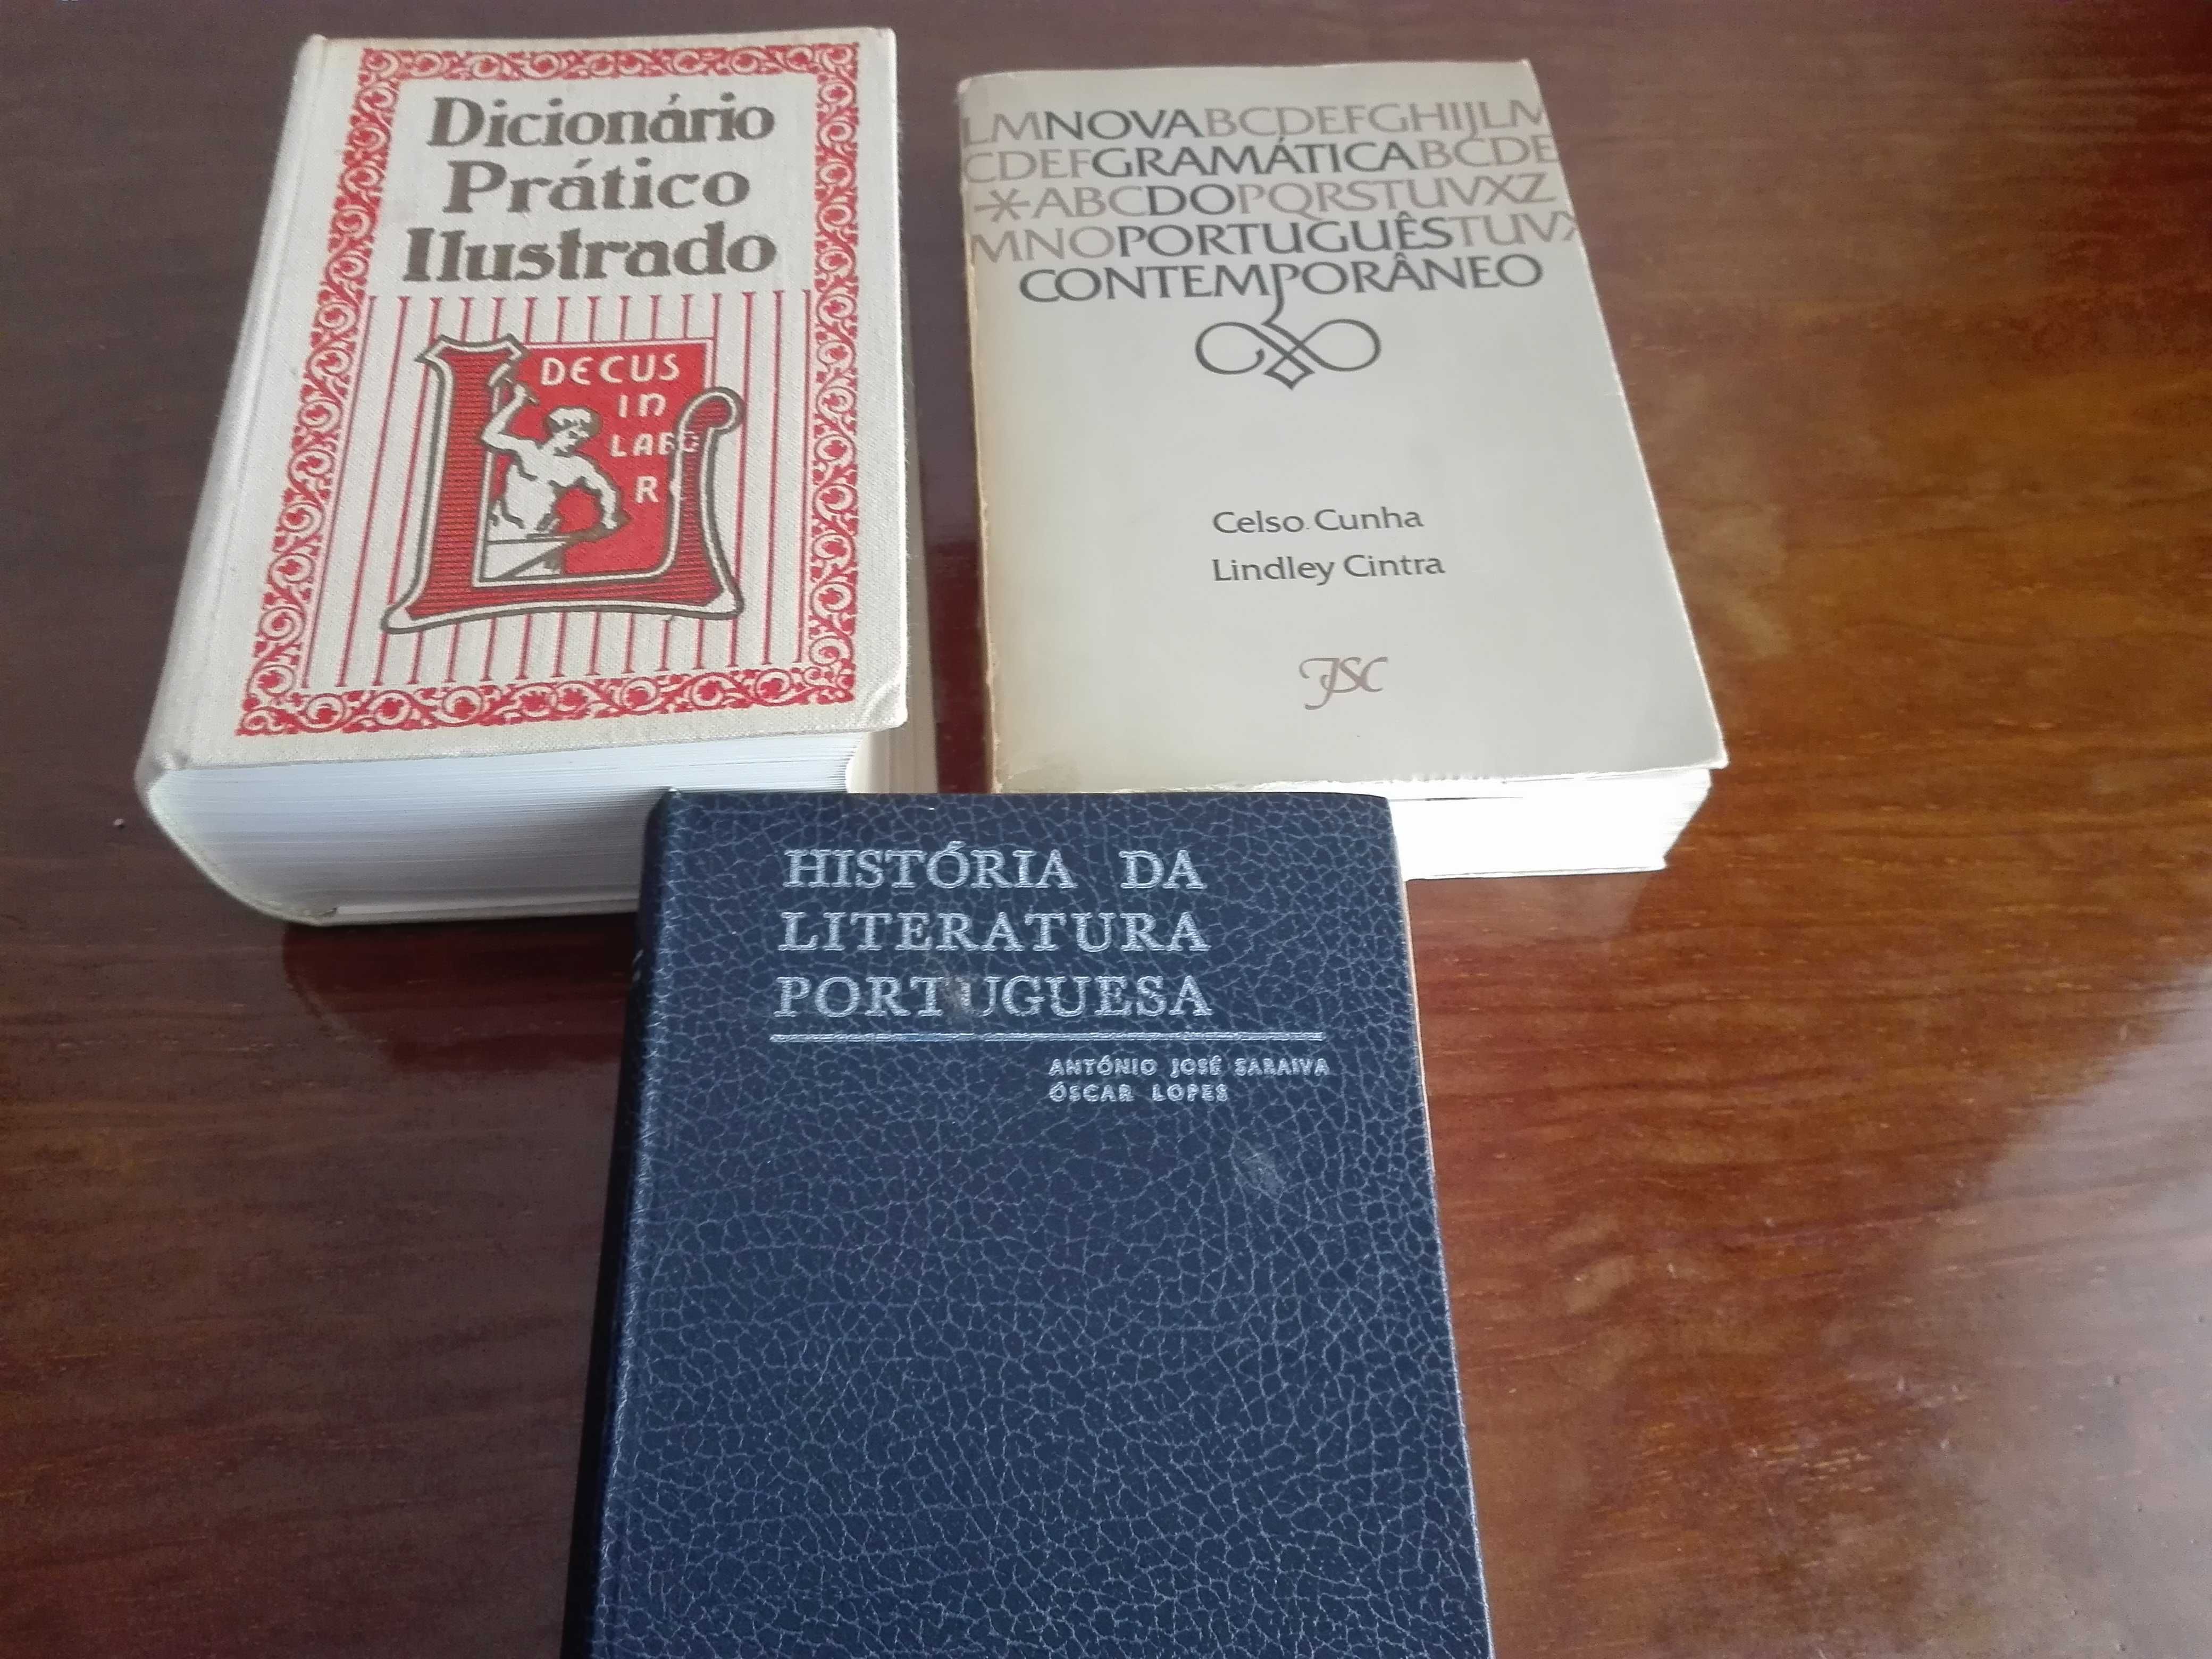 Dicionário
Prático
Ilustrado
DECUS
in
LABO
R
LMNOVABCDEFGHIJLM
CDEFGRAMÁTICABCDE
ABCDOPQRSTUVXZ
MNOPORTUGUÊSTUVX
CONTEMPORÂNEO
Celso Cunha
Lindley Cintra
JSC
HISTÓRIA DA
LITERATURA
PORTUGUESA
ANTÓNIO JOSÉ SARAIVA
ÓSCAR LOPES